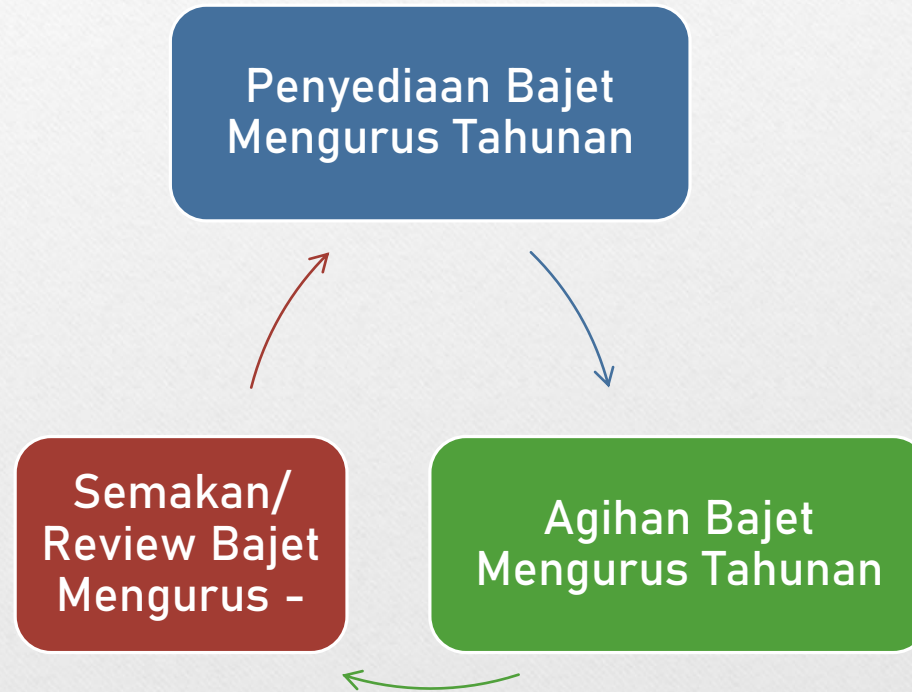 Penyediaan Bajet
Mengurus Tahunan
Semakan/
Review Bajet
Mengurus -
Agihan Bajet
Mengurus Tahunan